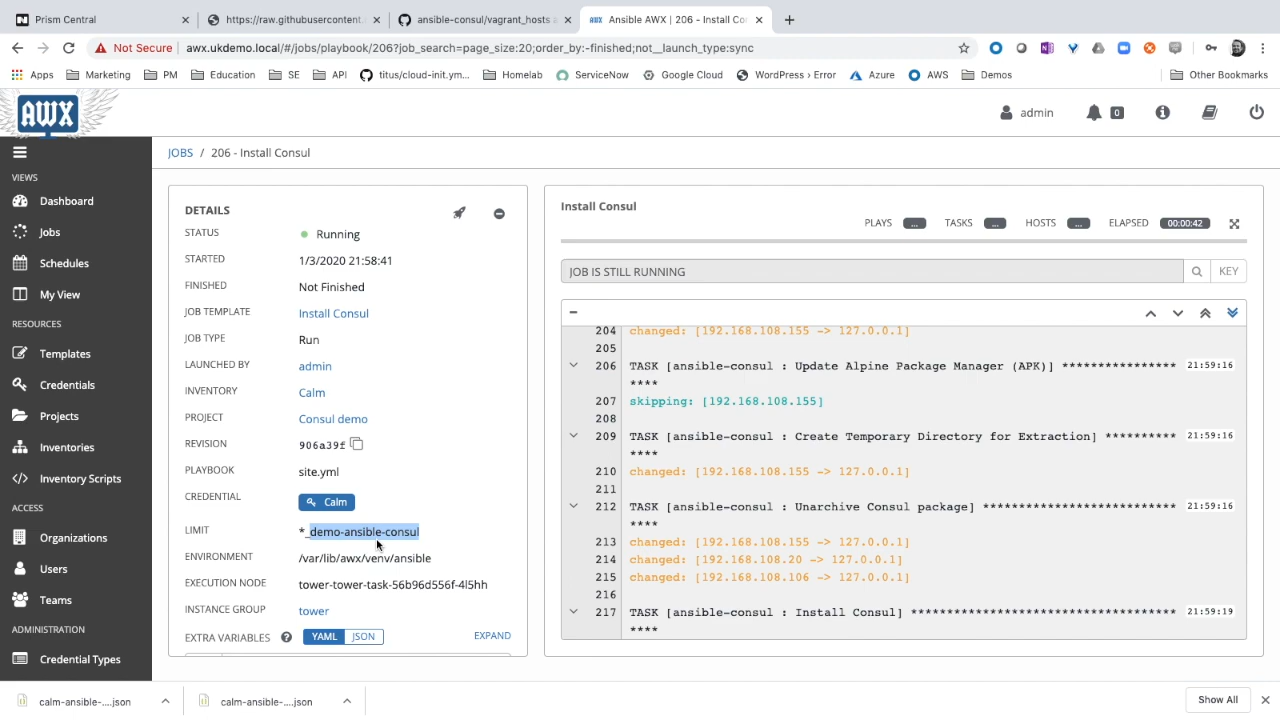 Prism Central
https://raw.githubusercontent.
ansible-consul/vagrant_hosts a
AWX Ansible AWX | 206 - Install Co
Not Secure awx.ukdemo.local/#/jobs/playbook/206?job_search=page_size:20;order_by:-finished;not__launch_type:sync
Apps Marketing PM Education SE API titus/cloud-init.ym... Homelab ServiceNow Google Cloud WordPress › Error Azure AWS Demos Other Bookmarks
AWX
admin 0
JOBS / 206 - Install Consul
VIEWS
Dashboard
Jobs
Schedules
My View
RESOURCES
Templates
Credentials
Projects
Inventories
Inventory Scripts
ACCESS
Organizations
Users
Teams
ADMINISTRATION
Credential Types
DETAILS
STATUS Running
STARTED 1/3/2020 21:58:41
FINISHED Not Finished
JOB TEMPLATE Install Consul
JOB TYPE Run
LAUNCHED BY admin
INVENTORY Calm
PROJECT Consul demo
REVISION 906a39f
PLAYBOOK site.yml
CREDENTIAL Calm
LIMIT *_demo-ansible-consul
ENVIRONMENT /var/lib/awx/venv/ansible
EXECUTION NODE tower-tower-task-56b96d556f-4l5hh
INSTANCE GROUP tower
EXTRA VARIABLES ? YAML JSON EXPAND
Install Consul
PLAYS ... TASKS ... HOSTS ... ELAPSED 00:00:42
JOB IS STILL RUNNING KEY
204 changed: [192.168.108.155 -> 127.0.0.1]
205
206 TASK [ansible-consul : Update Alpine Package Manager (APK)] **************** 21:59:16
****
207 skipping: [192.168.108.155]
208
209 TASK [ansible-consul : Create Temporary Directory for Extraction] ********** 21:59:16
****
210 changed: [192.168.108.155 -> 127.0.0.1]
211
212 TASK [ansible-consul : Unarchive Consul package] *************************** 21:59:16
****
213 changed: [192.168.108.155 -> 127.0.0.1]
214 changed: [192.168.108.20 -> 127.0.0.1]
215 changed: [192.168.108.106 -> 127.0.0.1]
216
217 TASK [ansible-consul : Install Consul] ************************************* 21:59:19
****
calm-ansible-....json
calm-ansible-....json
Show All